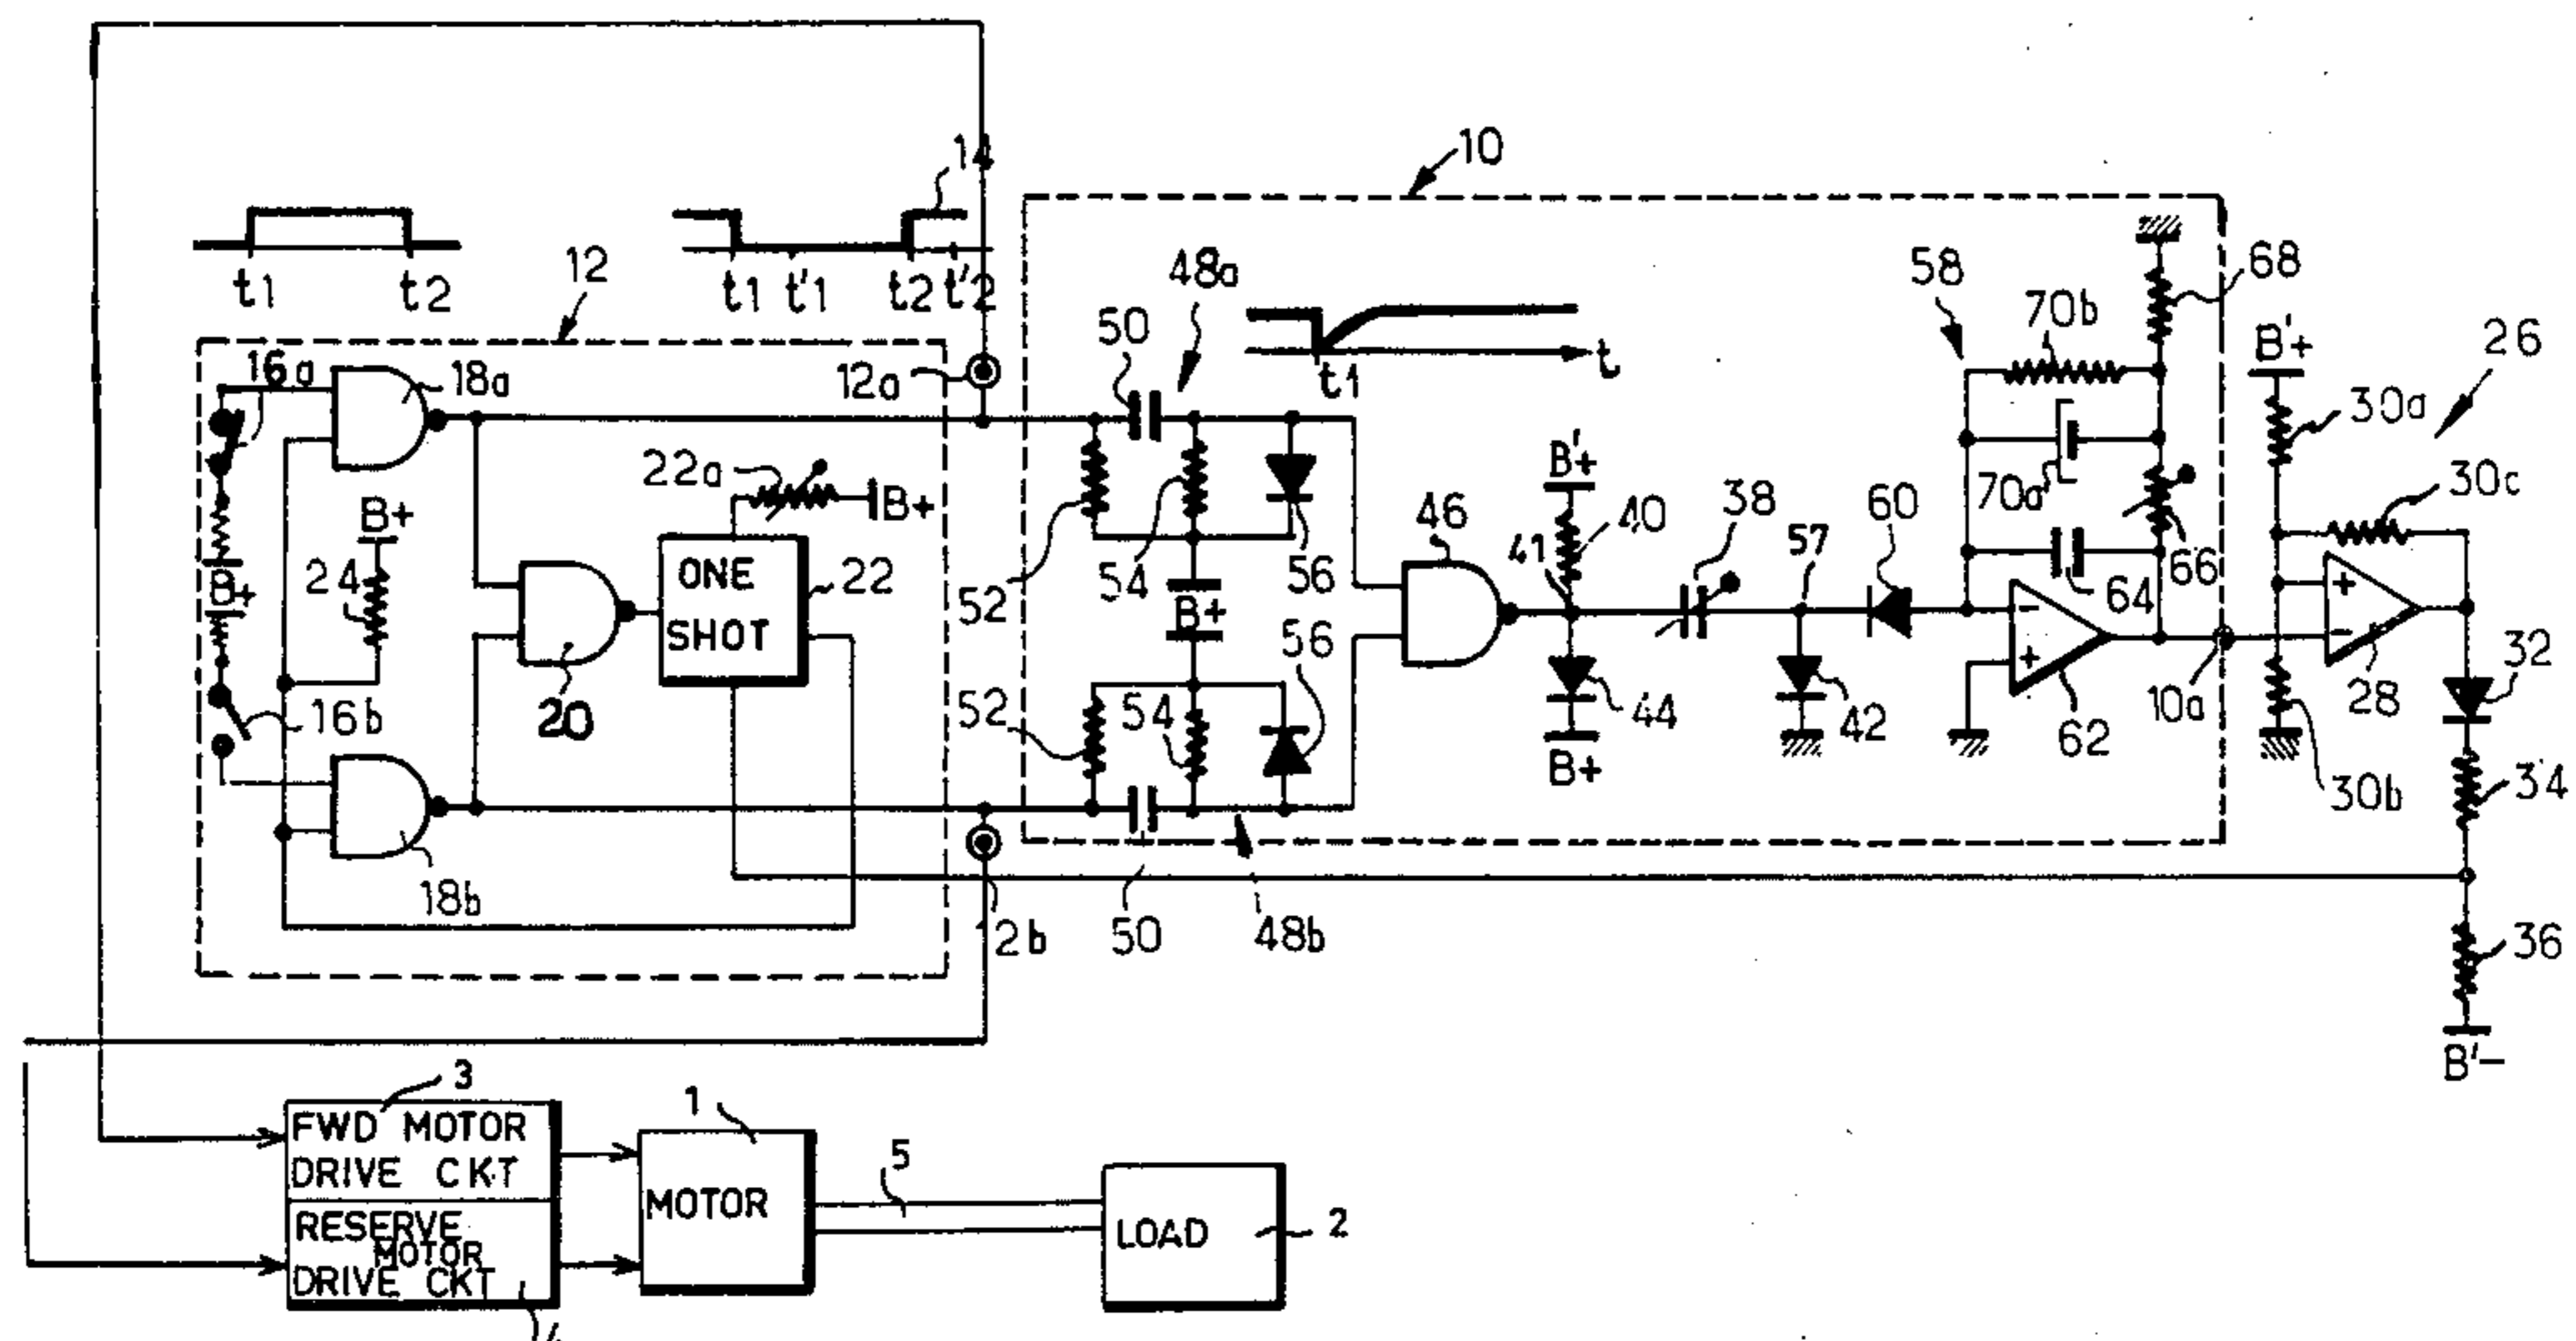 14
10
t1 t2
12
t1 t'1 t2 t'2
48a
50
t1
t
58
70b
68
B'+
26
16a
18a
12a
22a
B+
B+
24
B+
ONE
SHOT
22
20
16b
18b
52
54
56
B+
52
54
56
46
B'+
40
41
38
57
60
44
B+
42
70a
64
66
62
10a
30a
30c
28
32
30b
34
36
B'-
12b
50
48b
3
FWD MOTOR
DRIVE CKT
RESERVE
MOTOR
DRIVE CKT
4
1
MOTOR
5
LOAD
2
+
-
+
-